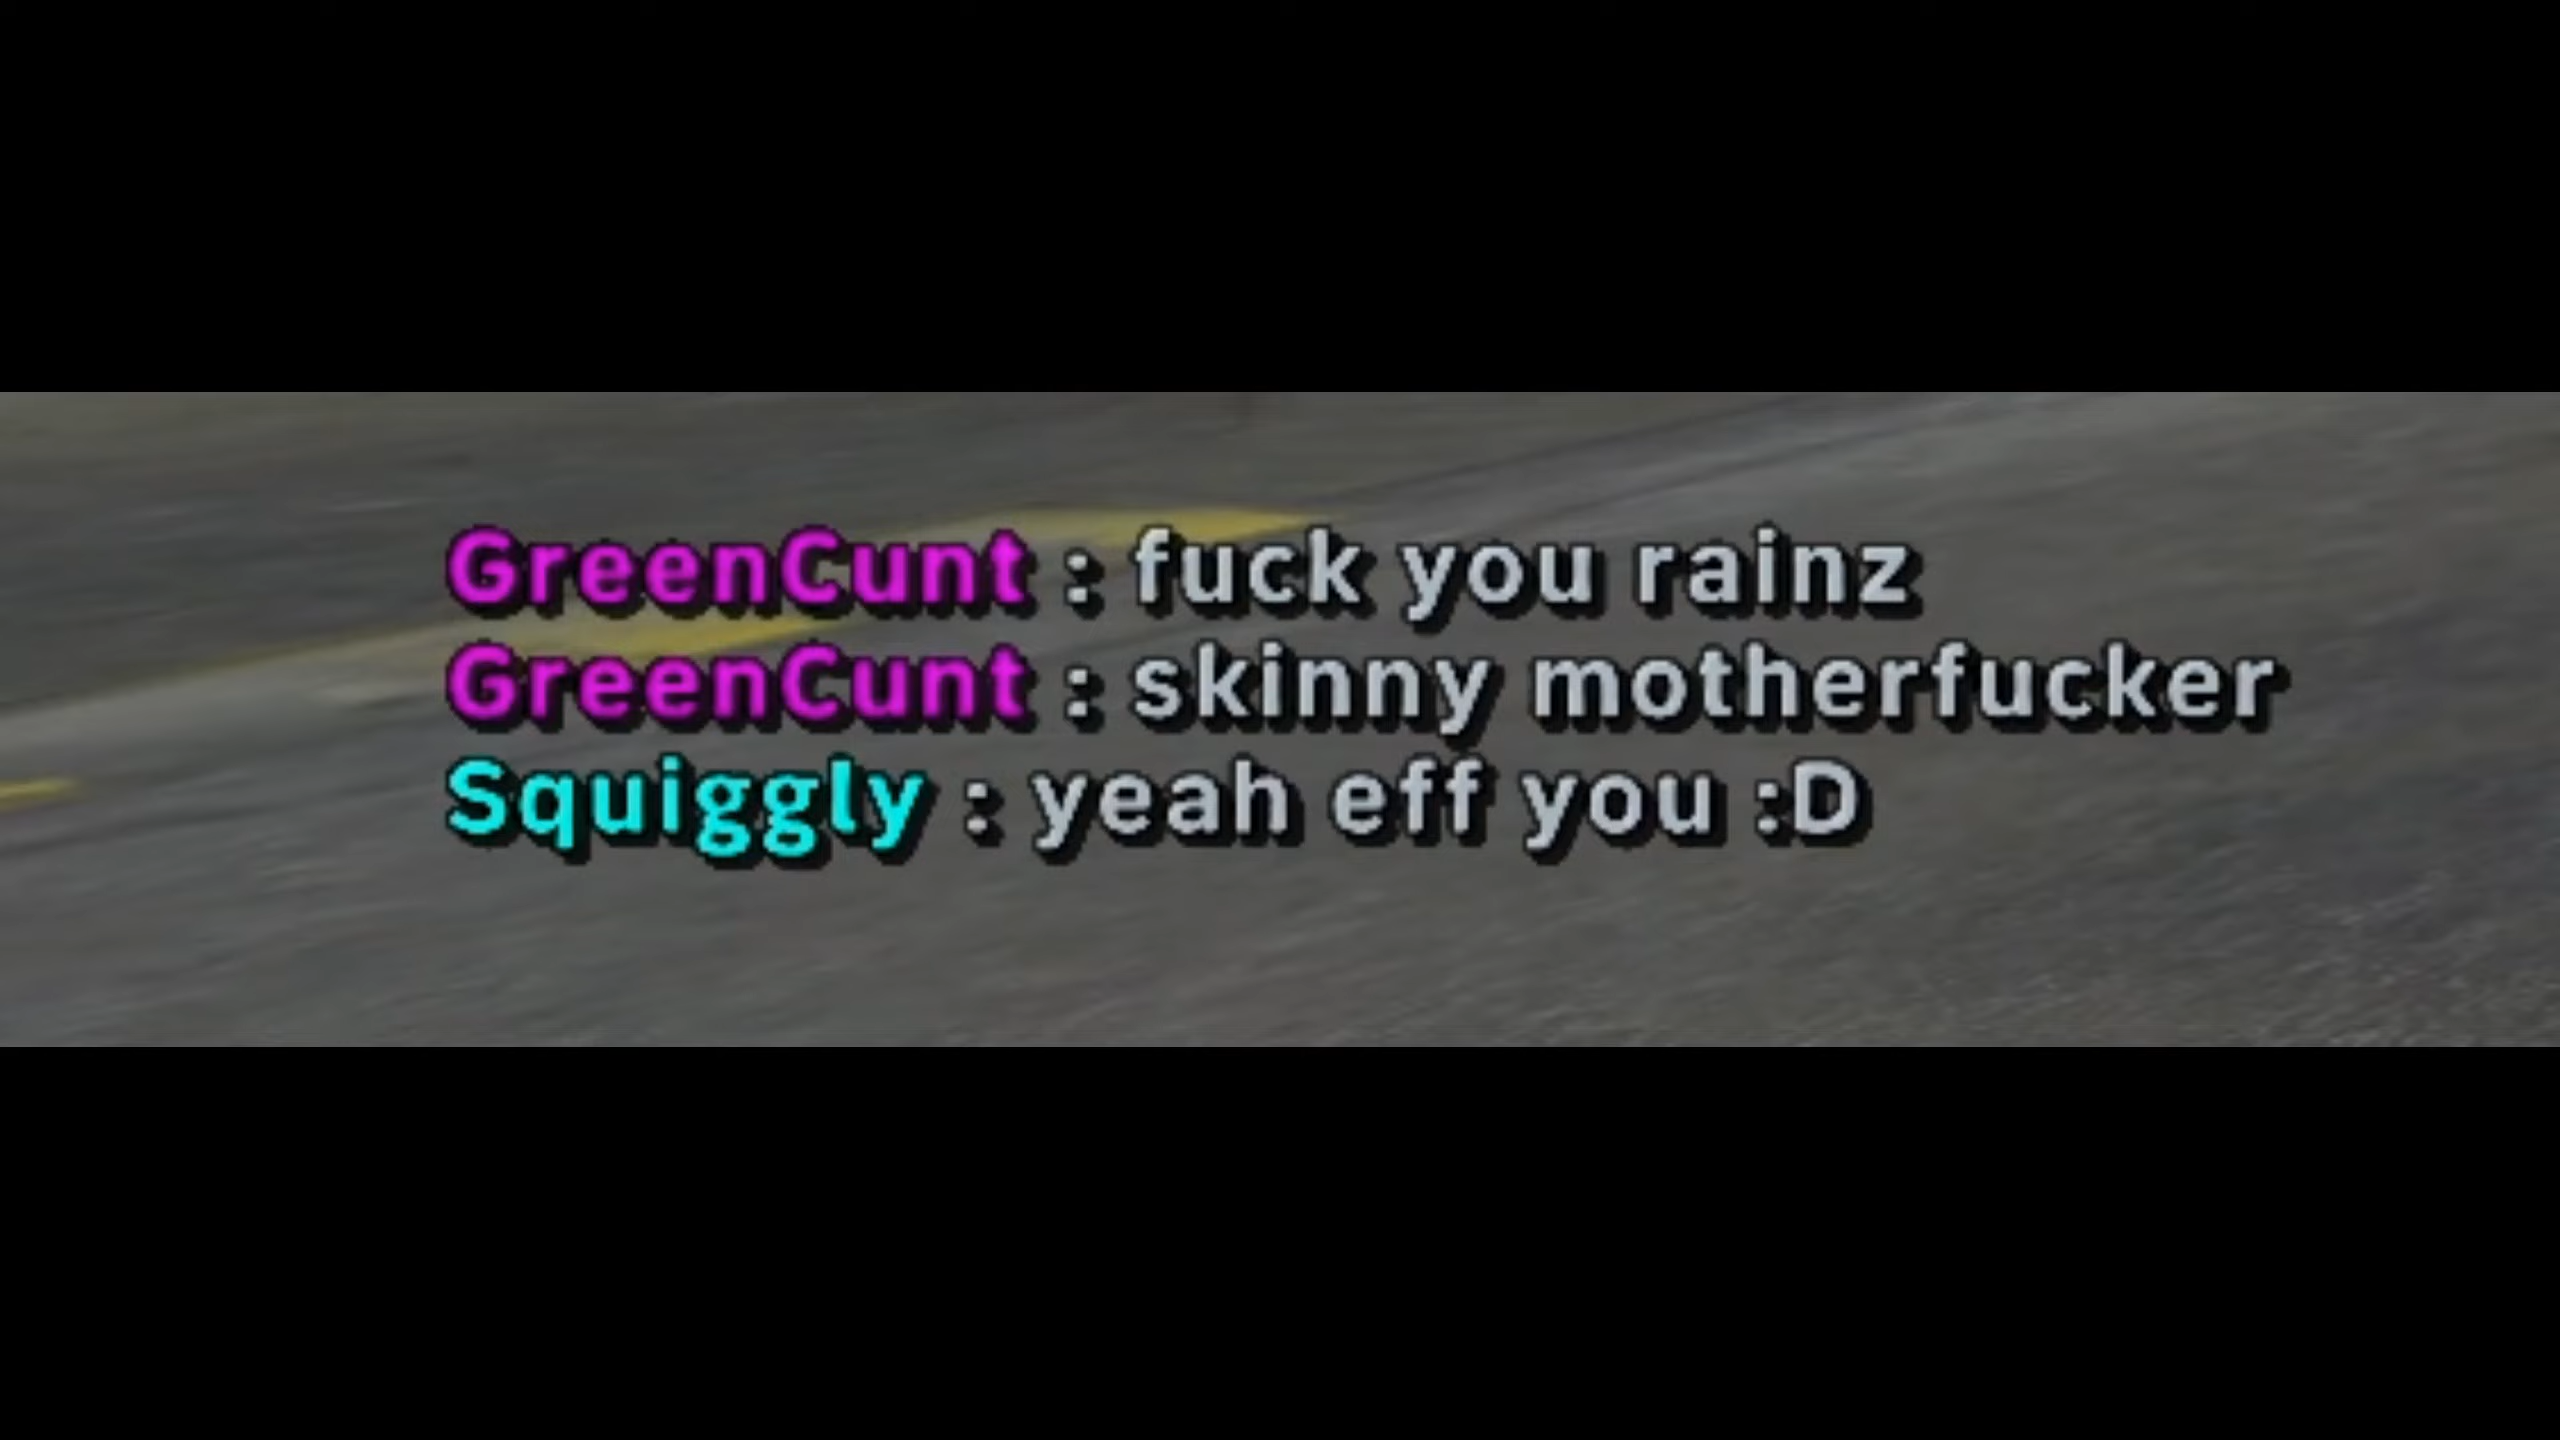 GreenCunt : fuck you rainz
GreenCunt : skinny motherfucker
Squiggly : yeah eff you :D